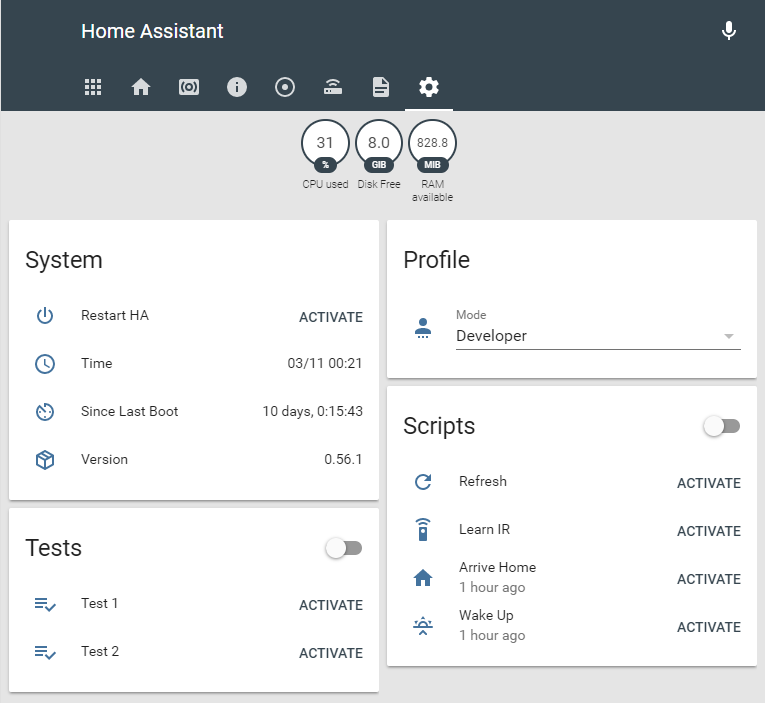 Home Assistant
31
%
CPU used
8.0
GIB
Disk Free
828.8
MIB
RAM
available
System
Restart HA ACTIVATE
Time 03/11 00:21
Since Last Boot 10 days, 0:15:43
Version 0.56.1
Tests
Test 1 ACTIVATE
Test 2 ACTIVATE
Profile
Mode
Developer
Scripts
Refresh ACTIVATE
Learn IR ACTIVATE
Arrive Home ACTIVATE
1 hour ago
Wake Up ACTIVATE
1 hour ago